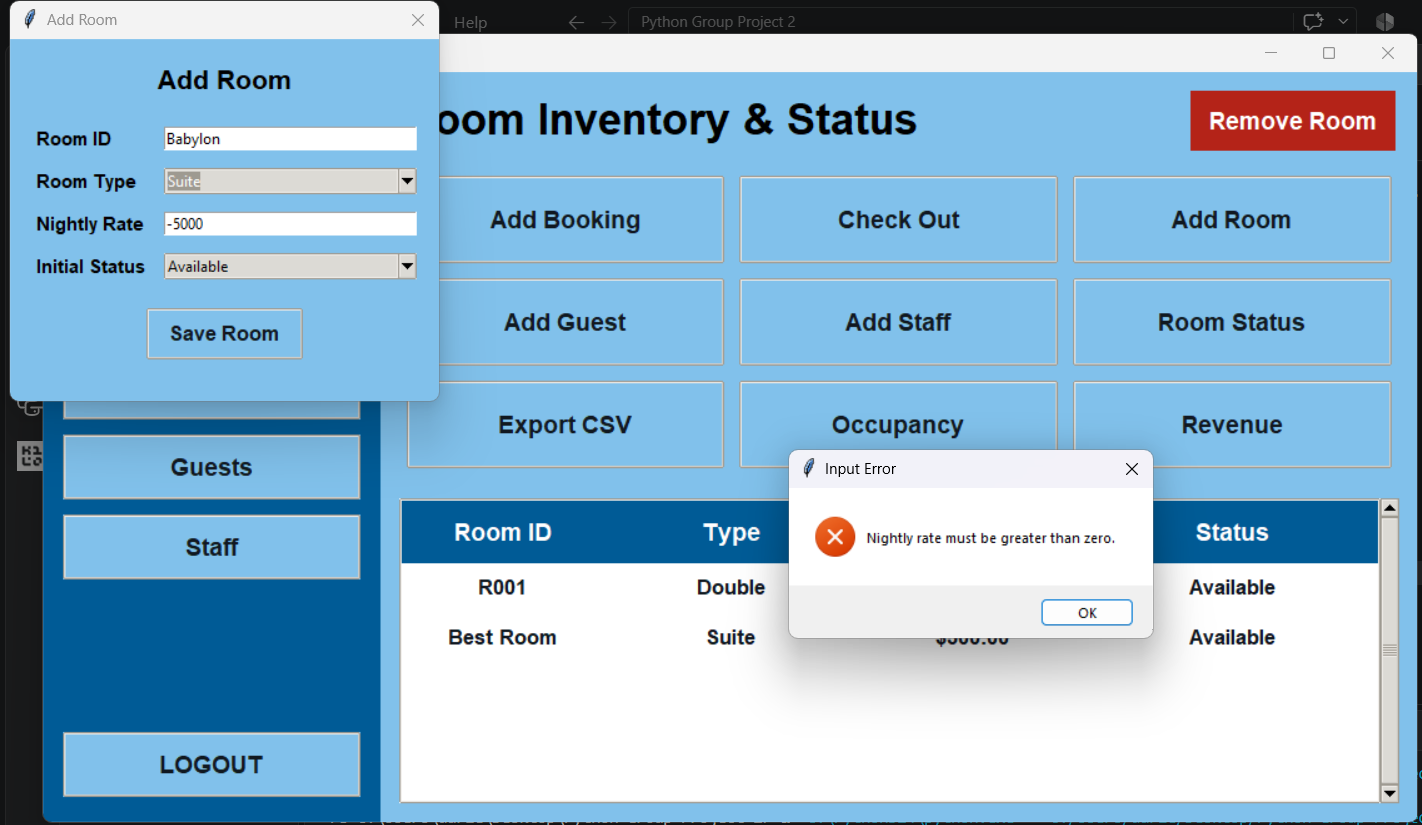 Add Room
Help
Python Group Project 2
Add Room
Room ID
Babylon
Room Type
Suite
Nightly Rate
-5000
Initial Status
Available
Save Room
oom Inventory & Status
Remove Room
Add Booking
Check Out
Add Room
Add Guest
Add Staff
Room Status
Export CSV
Occupancy
Revenue
Guests
Staff
LOGOUT
Room ID
Type
Status
R001
Double
Available
Best Room
Suite
Available
Input Error
Nightly rate must be greater than zero.
OK